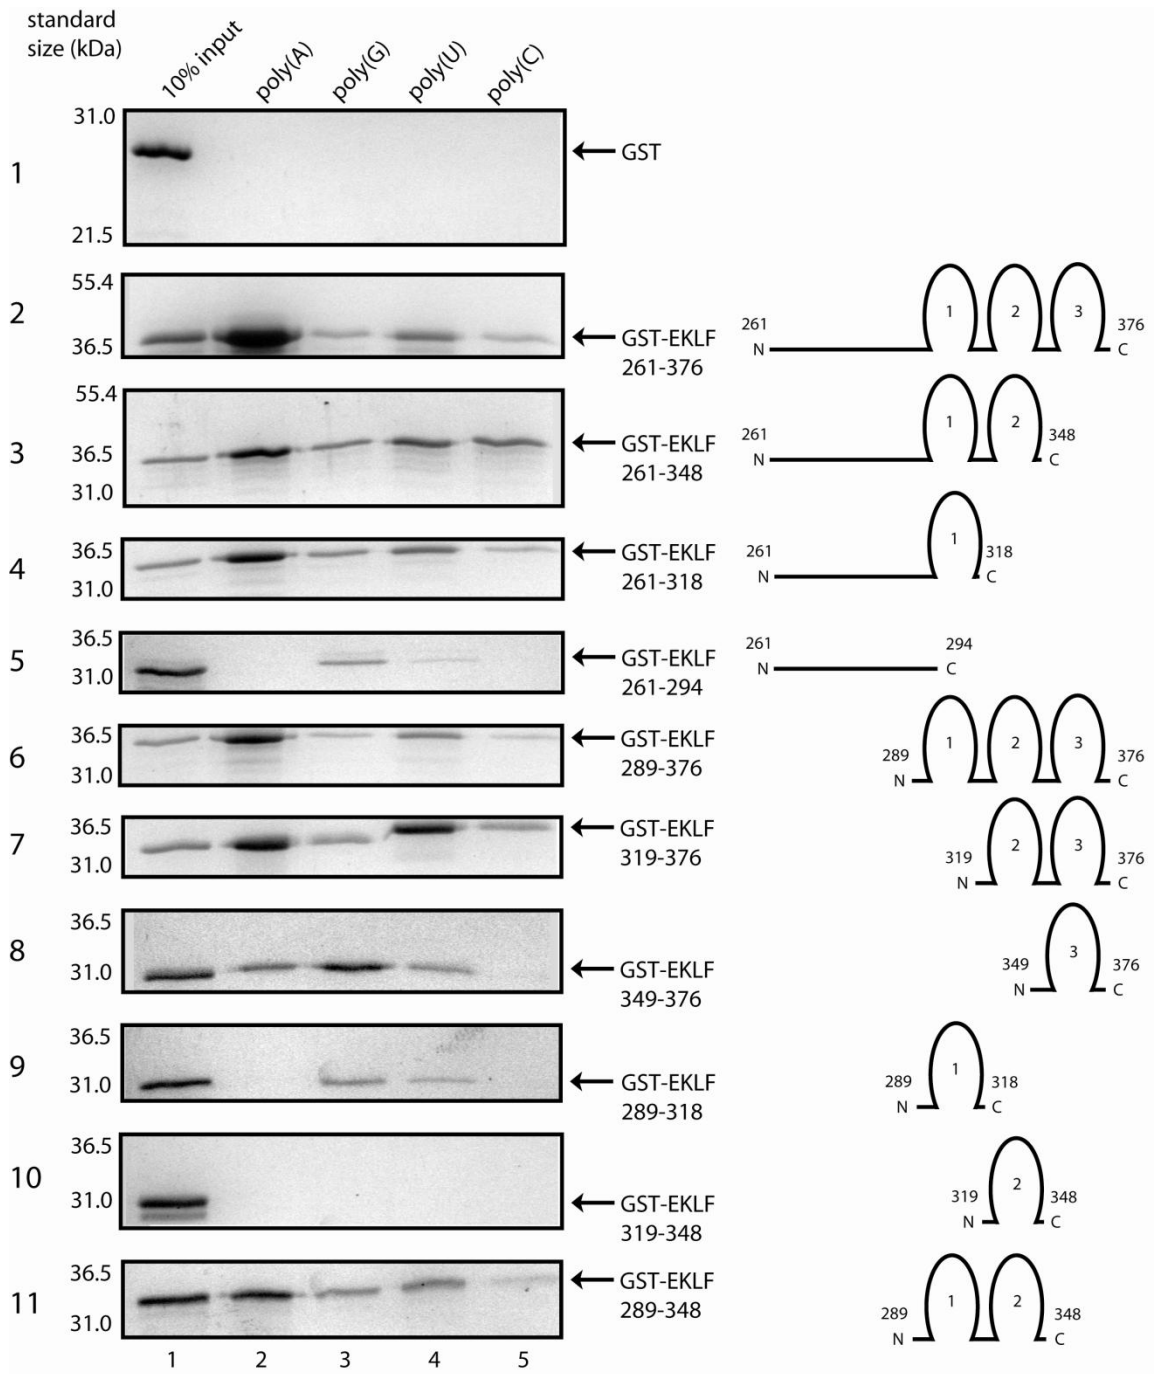 standard
size (kDa)
10% input
poly(A)
poly(G)
poly(U)
poly(C)
1
31.0
21.5
GST
2
55.4
36.5
GST-EKLF
261-376
261
N
1
2
3
376
C
3
55.4
36.5
31.0
GST-EKLF
261-348
261
N
1
2
348
C
4
36.5
31.0
GST-EKLF
261-318
261
N
1
318
C
5
36.5
31.0
GST-EKLF
261-294
261
N
294
C
6
36.5
31.0
GST-EKLF
289-376
289
N
1
2
3
376
C
7
36.5
31.0
GST-EKLF
319-376
319
N
2
3
376
C
8
36.5
31.0
GST-EKLF
349-376
349
N
3
376
C
9
36.5
31.0
GST-EKLF
289-318
289
N
1
318
C
10
36.5
31.0
GST-EKLF
319-348
319
N
2
348
C
11
36.5
31.0
GST-EKLF
289-348
289
N
1
2
348
C
1 2 3 4 5